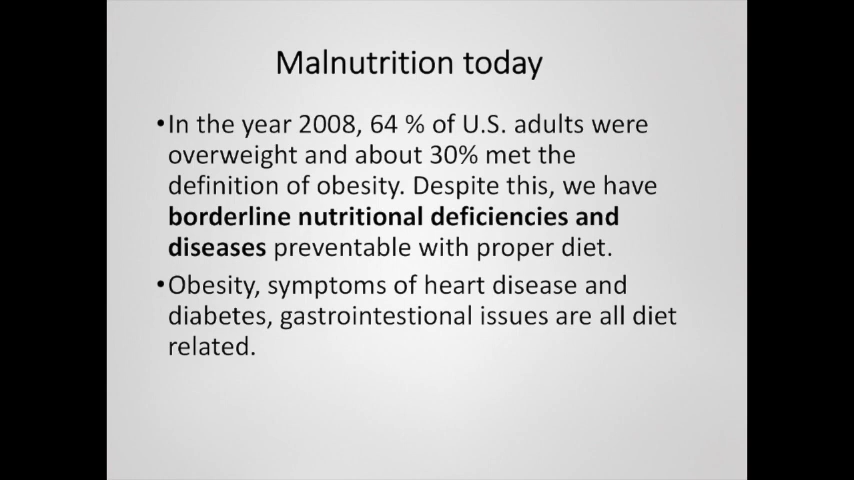 Malnutrition today
•In the year 2008, 64 % of U.S. adults were
overweight and about 30% met the
definition of obesity. Despite this, we have
borderline nutritional deficiencies and
diseases preventable with proper diet.
•Obesity, symptoms of heart disease and
diabetes, gastrointestional issues are all diet
related.